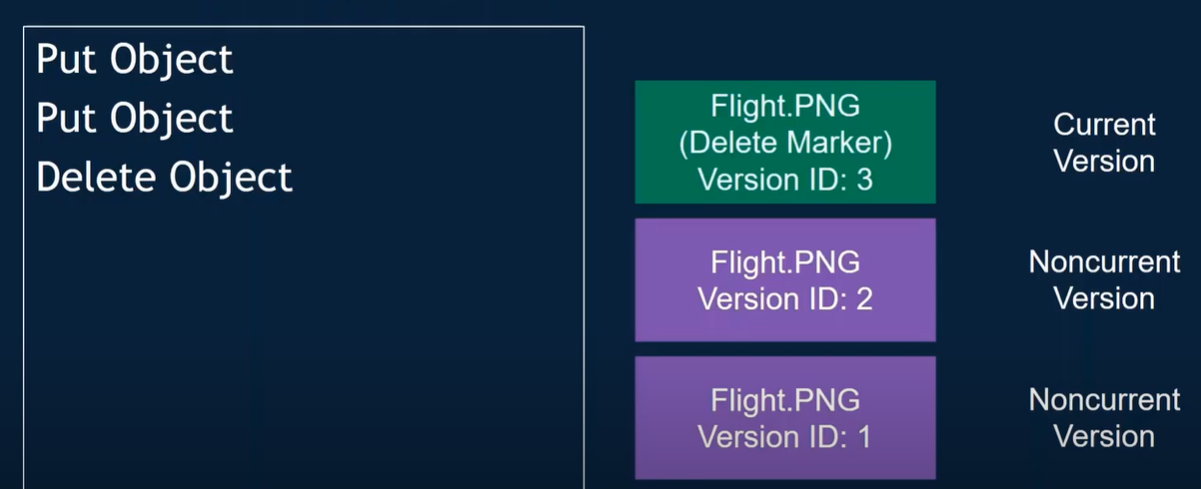 Put Object
Put Object
Delete Object
Flight.PNG
(Delete Marker)
Version ID: 3
Current
Version
Flight.PNG
Version ID: 2
Noncurrent
Version
Flight.PNG
Version ID: 1
Noncurrent
Version